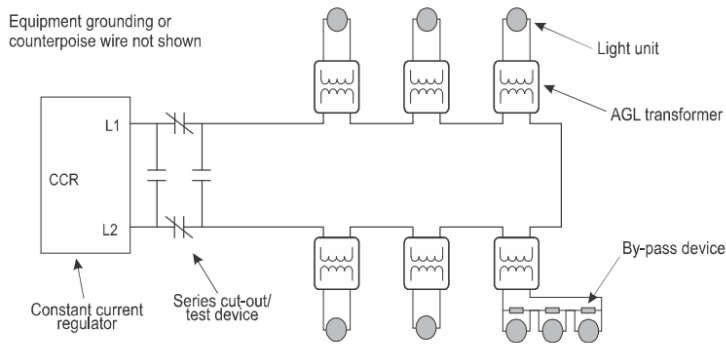 Equipment grounding or
counterpoise wire not shown
Light unit
AGL transformer
L1
CCR
L2
By-pass device
Constant current
regulator
Series cut-out/
test device